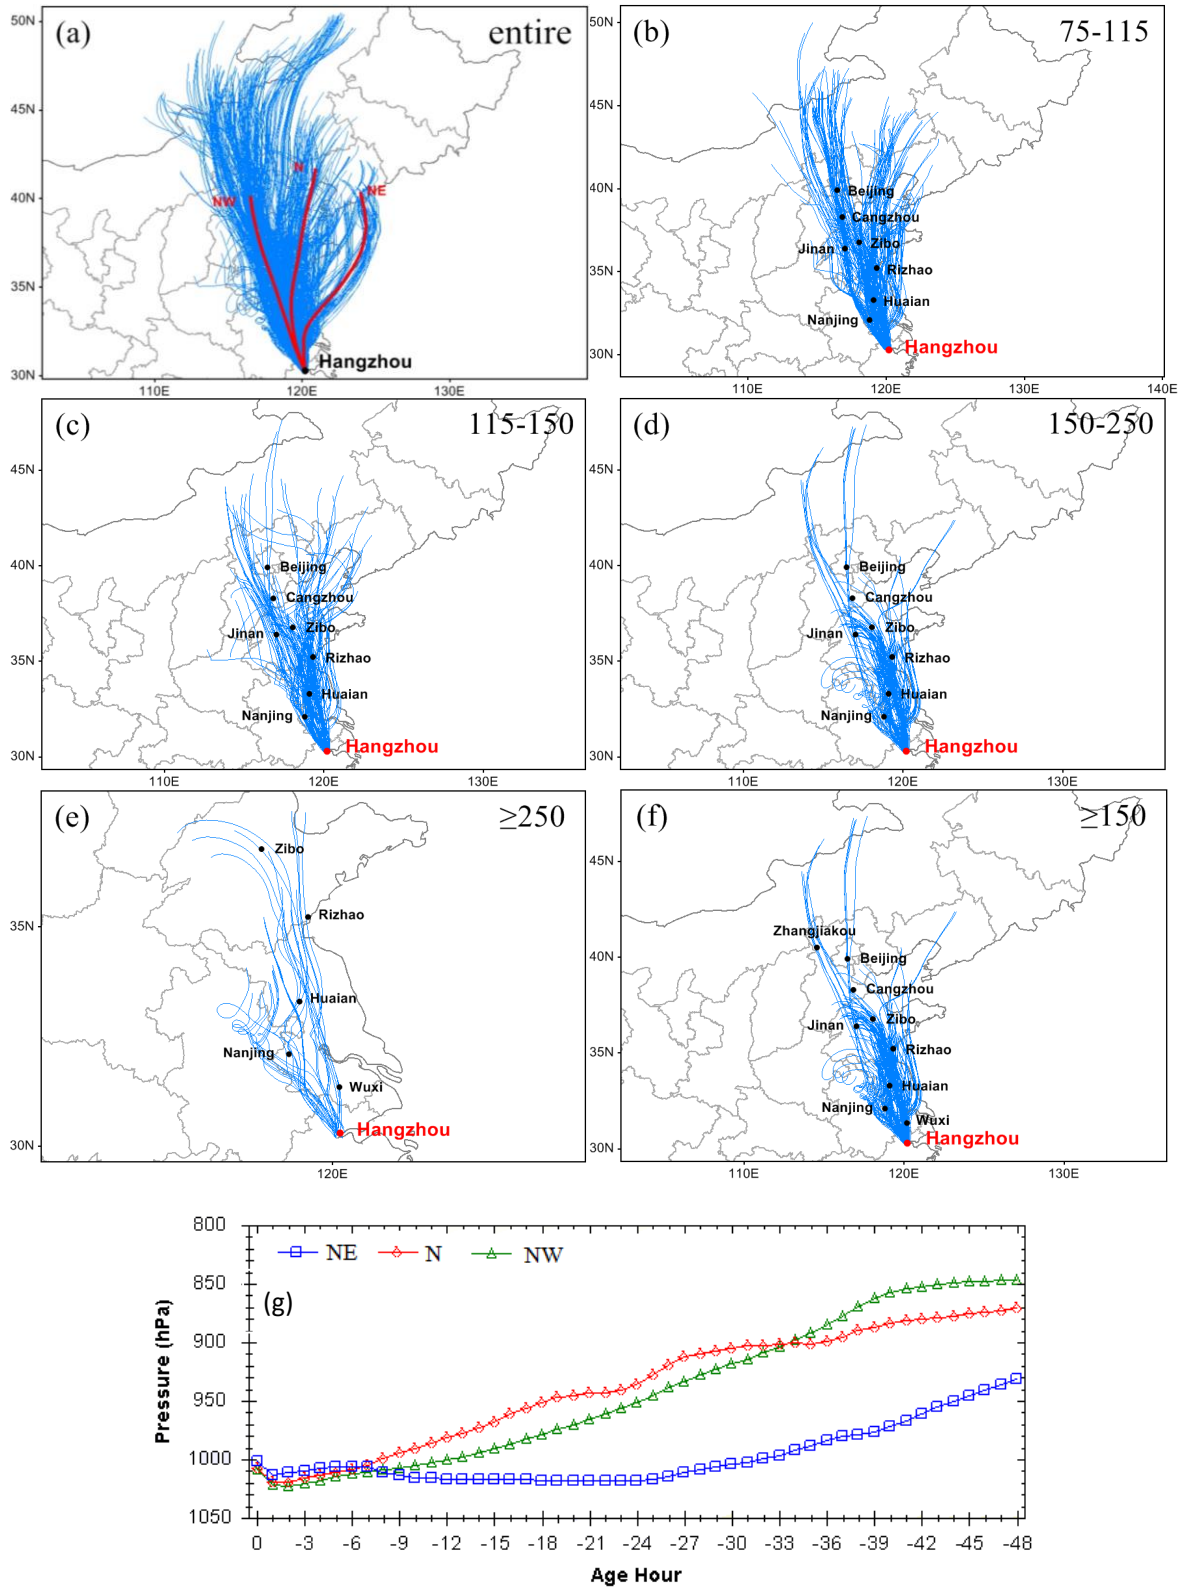 (a) entire
50N
45N
40N
35N
30N
NW
N
NE
Hangzhou
110E 120E 130E
(b) 75-115
50N
45N
40N
35N
30N
Beijing
Cangzhou
Zibo
Jinan
Rizhao
Huaian
Nanjing
Hangzhou
110E 120E 130E 140E
(c) 115-150
45N
40N
35N
30N
Beijing
Cangzhou
Zibo
Jinan
Rizhao
Huaian
Nanjing
Hangzhou
110E 120E 130E
(d) 150-250
45N
40N
35N
30N
Beijing
Cangzhou
Zibo
Jinan
Rizhao
Huaian
Nanjing
Hangzhou
110E 120E 130E
(e) ≥250
35N
30N
Zibo
Rizhao
Huaian
Nanjing
Wuxi
Hangzhou
120E
(f) ≥150
45N
40N
35N
30N
Zhangjiakou
Beijing
Cangzhou
Zibo
Jinan
Rizhao
Huaian
Nanjing
Wuxi
Hangzhou
110E 120E 130E
(g)
NE N NW
Pressure (hPa)
800
850
900
950
1000
1050
0 -3 -6 -9 -12 -15 -18 -21 -24 -27 -30 -33 -36 -39 -42 -45 -48
Age Hour